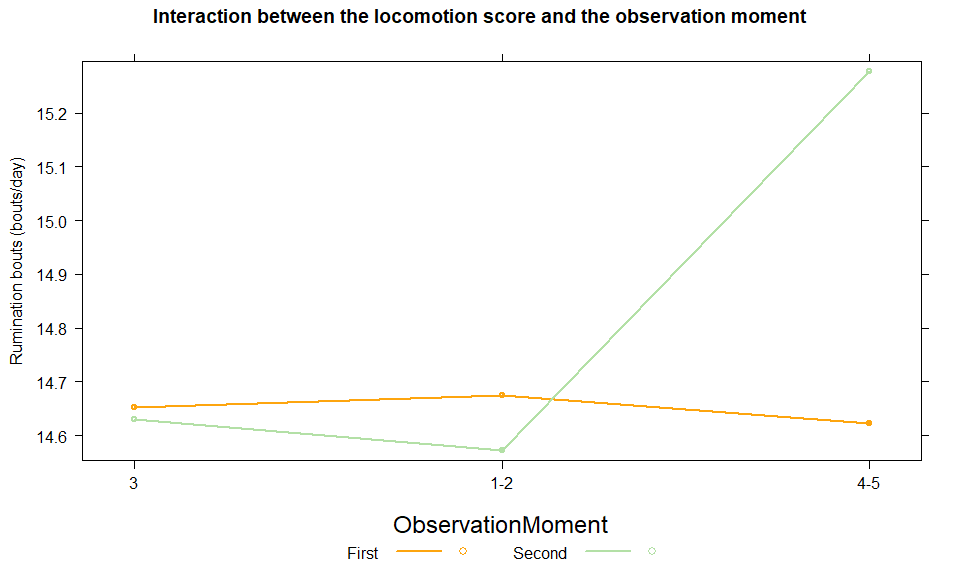 Interaction between the locomotion score and the observation moment
Rumination bouts (bouts/day)
15.2
15.1
15.0
14.9
14.8
14.7
14.6
3 1-2 4-5
ObservationMoment
First Second